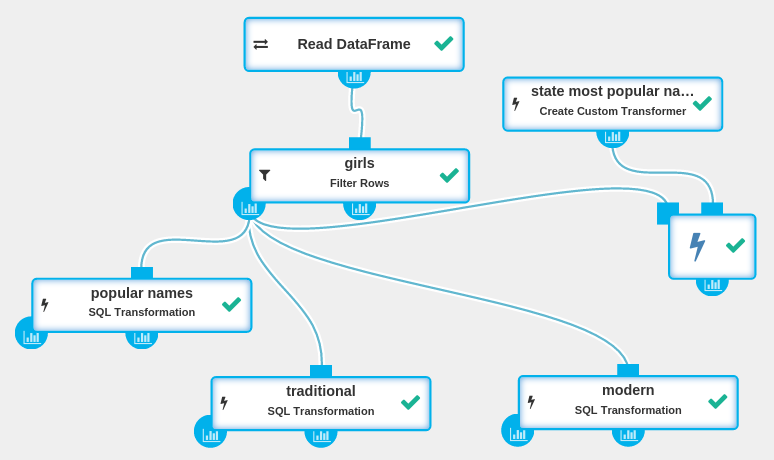 Read DataFrame
state most popular na...
Create Custom Transformer
girls
Filter Rows
popular names
SQL Transformation
traditional
SQL Transformation
modern
SQL Transformation